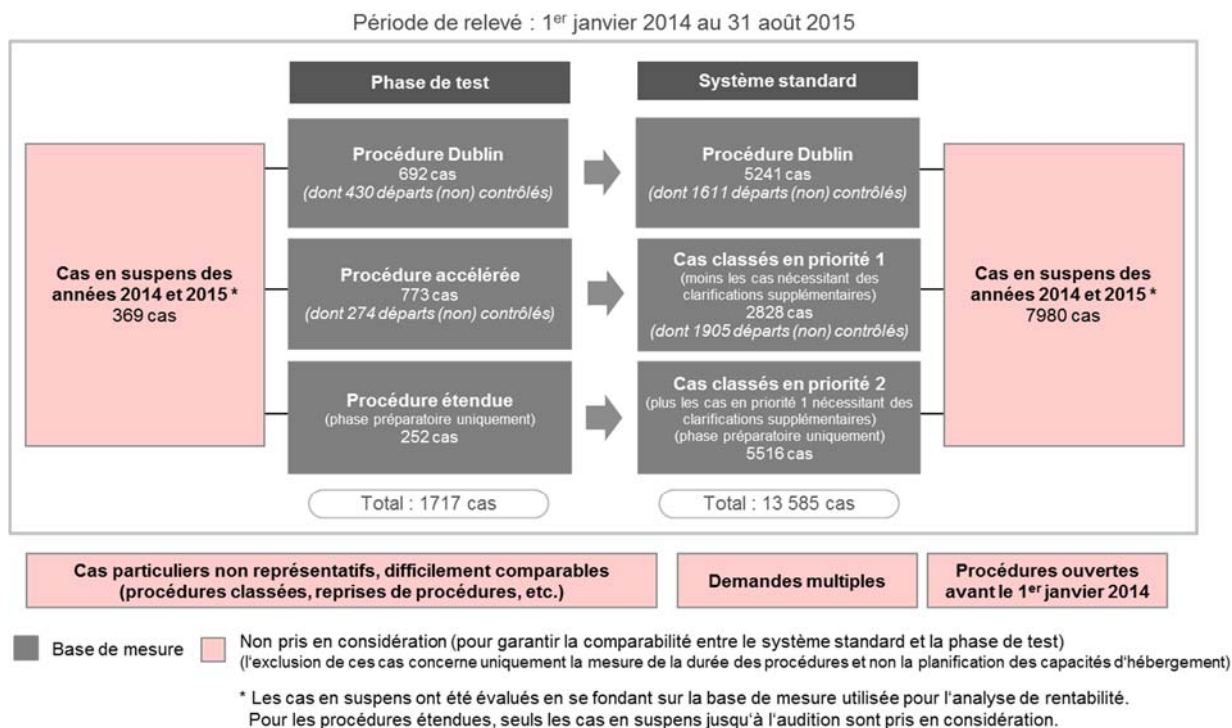 Période de relevé : 1er janvier 2014 au 31 août 2015
Phase de test
Système standard
Cas en suspens des
années 2014 et 2015 *
369 cas
Procédure Dublin
692 cas
(dont 430 départs (non) contrôlés)
Procédure Dublin
5241 cas
(dont 1611 départs (non) contrôlés)
Procédure accélérée
773 cas
(dont 274 départs (non) contrôlés)
Cas classés en priorité 1
(moins les cas nécessitant des
clarifications supplémentaires)
2828 cas
(dont 1905 départs (non) contrôlés)
Procédure étendue
(phase préparatoire uniquement)
252 cas
Cas classés en priorité 2
(plus les cas en priorité 1 nécessitant des
clarifications supplémentaires)
(phase préparatoire uniquement)
5516 cas
Cas en suspens des
années 2014 et 2015 *
7980 cas
Total : 1717 cas
Total : 13 585 cas
Cas particuliers non représentatifs, difficilement comparables
(procédures classées, reprises de procédures, etc.)
Demandes multiples
Procédures ouvertes
avant le 1er janvier 2014
Base de mesure
Non pris en considération (pour garantir la comparabilité entre le système standard et la phase de test)
(l'exclusion de ces cas concerne uniquement la mesure de la durée des procédures et non la planification des capacités d'hébergement)
* Les cas en suspens ont été évalués en se fondant sur la base de mesure utilisée pour l'analyse de rentabilité.
Pour les procédures étendues, seuls les cas en suspens jusqu'à l'audition sont pris en considération.